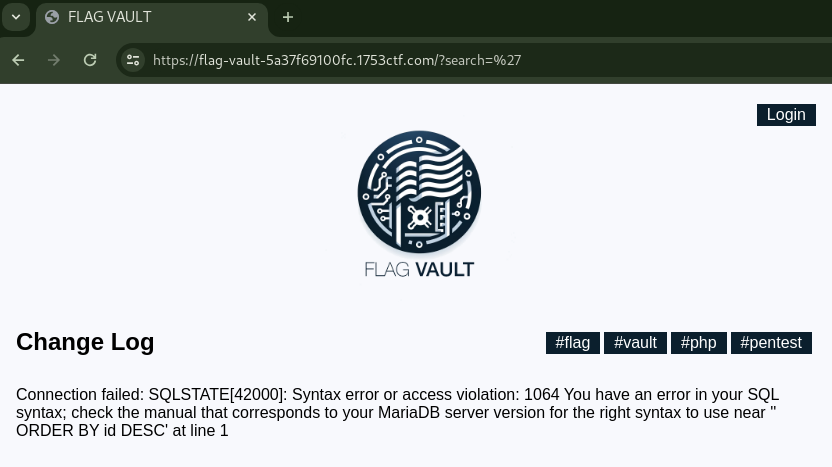 FLAG VAULT
https://flag-vault-5a37f69100fc.1753ctf.com/?search=%27
Login
FLAG VAULT
Change Log
#flag #vault #php #pentest
Connection failed: SQLSTATE[42000]: Syntax error or access violation: 1064 You have an error in your SQL
syntax; check the manual that corresponds to your MariaDB server version for the right syntax to use near ''
ORDER BY id DESC' at line 1